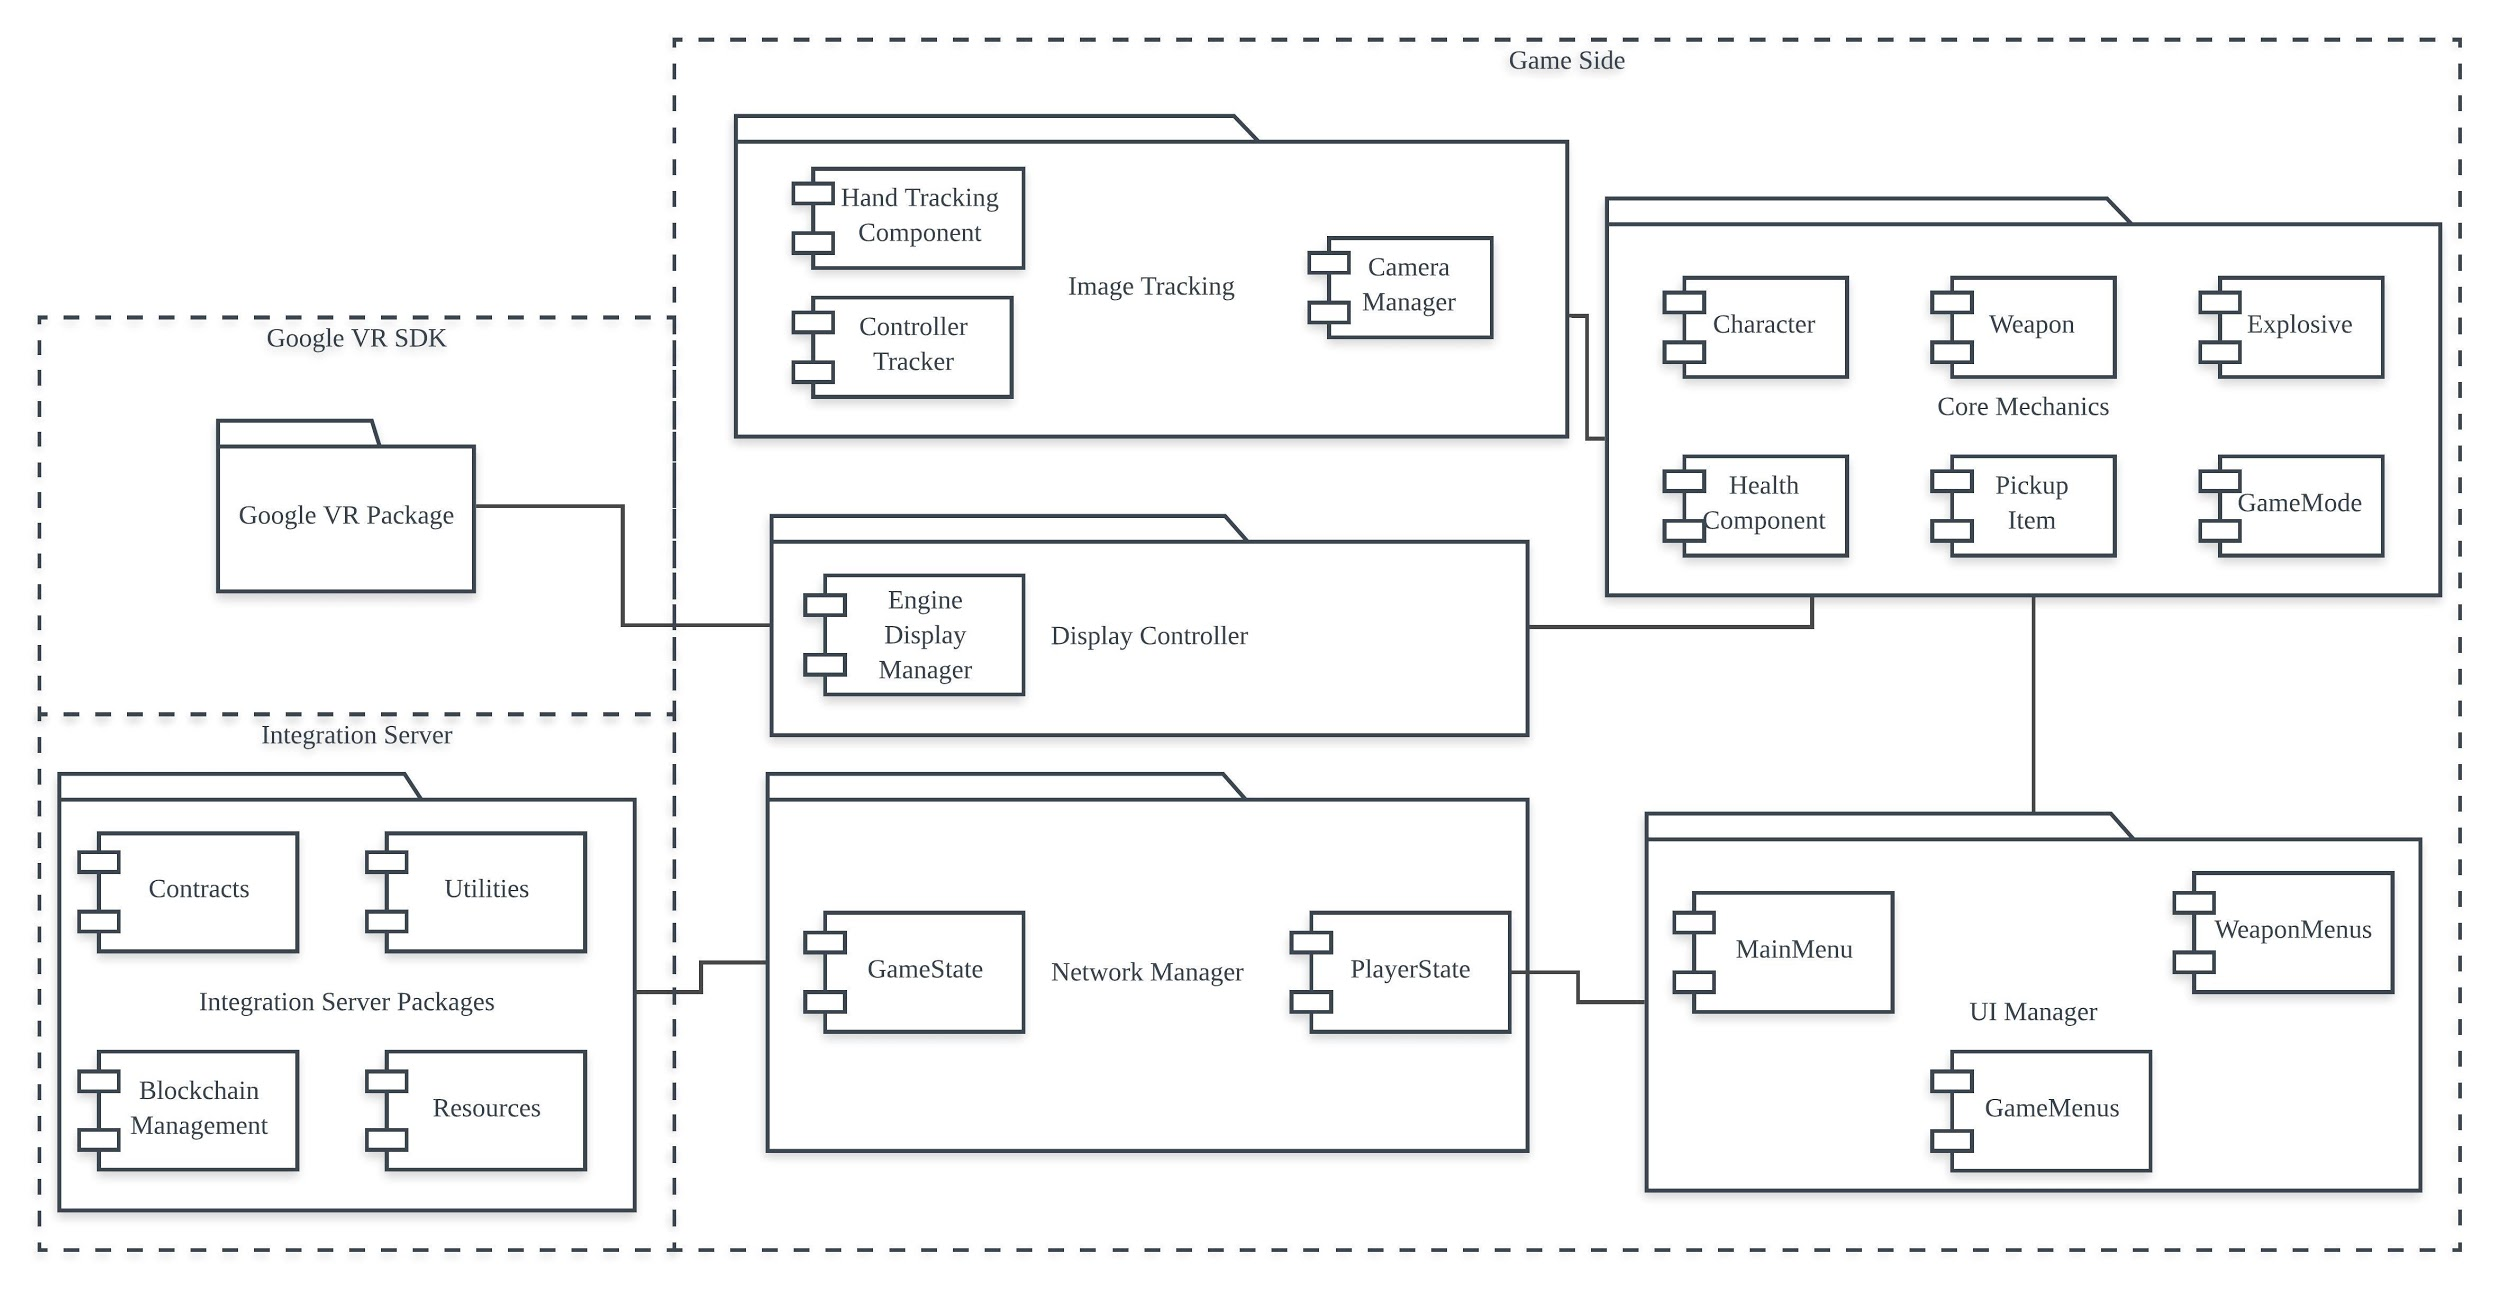 Game Side
Hand Tracking
Component
Image Tracking
Camera
Manager
Controller
Tracker
Character
Weapon
Explosive
Core Mechanics
Health
Component
Pickup
Item
GameMode
Google VR SDK
Google VR Package
Engine
Display
Manager
Display Controller
Integration Server
Contracts
Utilities
Integration Server Packages
Blockchain
Management
Resources
GameState
Network Manager
PlayerState
MainMenu
WeaponMenus
UI Manager
GameMenus